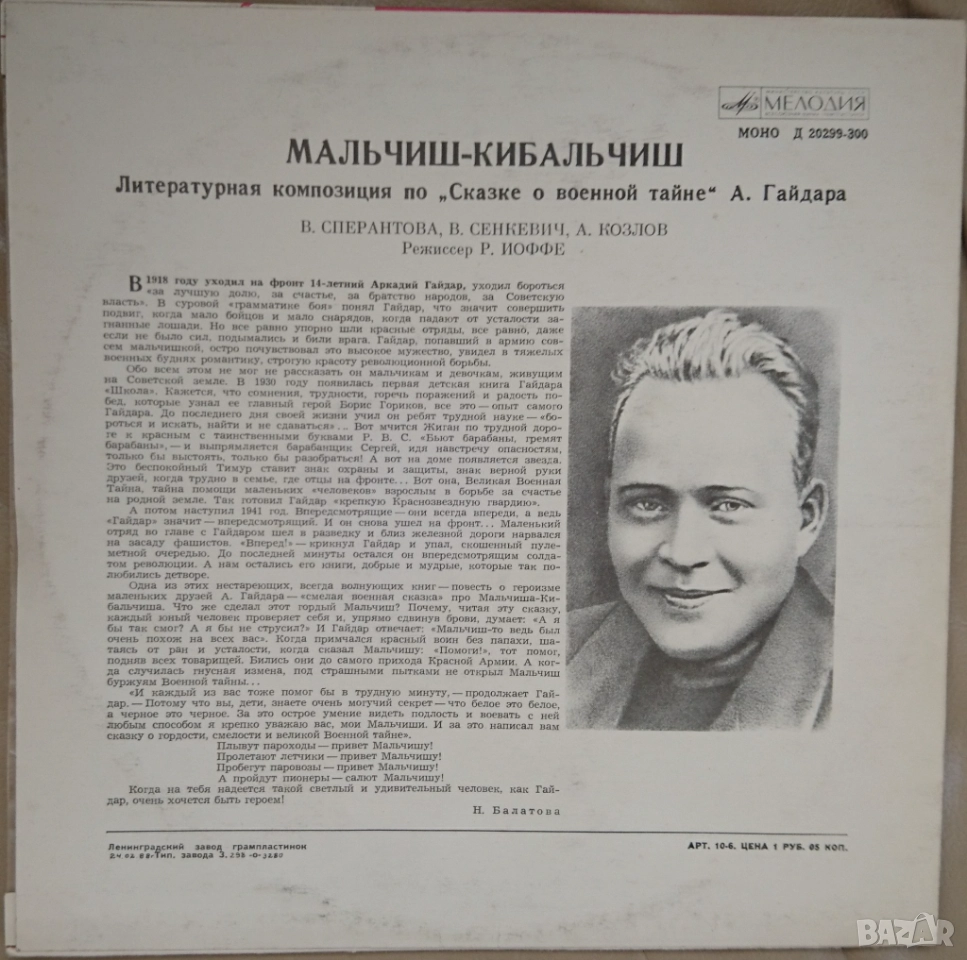 МЕЛОДИЯ
МОНО Д 20299-300
МАЛЬЧИШ-КИБАЛЬЧИШ
Литературная композиция по „Сказке о военной тайне" А. Гайдара
В. СПЕРАНТОВА, В. СЕНКЕВИЧ, А. КОЗЛОВ
Режиссер Р. ИОФФЕ
В 1918 году уходил на фронт 14-летний Аркадий Гайдар, уходил бороться
«за лучшую долю, за счастье, за братство народов, за Советскую
власть». В суровой «грамматике боя» понял Гайдар, что значит совершить
подвиг, когда мало бойцов и мало снарядов, когда падают от усталости за-
гнанные лошади. Но все равно упорно шли красные отряды, все равно, даже
если не было сил, подымались и били врага. Гайдар, попавший в армию сов-
сем мальчишкой, остро почувствовал это высокое мужество, увидел в тяжелых
военных буднях романтику, строгую красоту революционной борьбы.
Обо всем этом не мог не рассказать он мальчикам и девочкам, живущим
на Советской земле. В 1930 году появилась первая детская книга Гайдара
«Школа». Кажется, что сомнения, трудности, горечь поражений и радость по-
бед, которые узнал ее главный герой Борис Гориков, все это — опыт самого
Гайдара. До последнего дня своей жизни учил он ребят трудной науке — «бо-
роться и искать, найти и не сдаваться»... Вот мчится Жиган по трудной доро-
ге к красным с таинственными буквами Р. В. С. «Бьют барабаны, гремят
барабаны», — и выпрямляется барабанщик Сергей, идя навстречу опасностям,
только бы выстоять, только бы разобраться! А вот на доме появляется звезда.
Это беспокойный Тимур ставит знак охраны и защиты, знак верной руки
друзей, когда трудно в семье, где отцы на фронте... Вот она, Великая Военная
Тайна, тайна помощи маленьких «человеков» взрослым в борьбе за счастье
на родной земле. Так готовил Гайдар «крепкую Краснозвездную гвардию».
А потом наступил 1941 год. Впередсмотрящие — они всегда впереди, а ведь
«Гайдар» значит — впередсмотрящий. И он снова ушел на фронт... Маленький
отряд во главе с Гайдаром шел в разведку и близ железной дороги нарвался
на засаду фашистов. «Вперед!» — крикнул Гайдар и упал, скошенный пуле-
метной очередью. До последней минуты остался он впередсмотрящим солда-
том революции. А нам остались его книги, добрые и мудрые, которые так по-
любились детворе.
Одна из этих нестареющих, всегда волнующих книг — повесть о героизме
маленьких друзей А. Гайдара — «смелая военная сказка» про Мальчиша-Ки-
бальчиша. Что же сделал этот гордый Мальчиш? Почему, читая эту сказку,
каждый юный человек проверяет себя и, упрямо сдвинув брови, думает: «А я
бы так смог? А я бы не струсил?» И Гайдар отвечает: «Мальчиш-то ведь был
очень похож на всех вас». Когда примчался красный воин без папахи, ша-
таясь от ран и усталости, когда сказал Мальчишу: «Помоги!», тот помог,
подняв всех товарищей. Бились они до самого прихода Красной Армии. А ког-
да случилась гнусная измена, под страшными пытками не открыл Мальчиш
буржуям Военной тайны...
«И каждый из вас тоже помог бы в трудную минуту, — продолжает Гай-
дар. — Потому что вы, дети, знаете очень могучий секрет — что белое это белое,
а черное это черное. За это острое умение видеть подлость и воевать с ней
любым способом я крепко уважаю вас, мои Мальчиши. И за это написал вам
сказку о гордости, смелости и великой Военной тайне».
Плывут пароходы — привет Мальчишу!
Пролетают летчики — привет Мальчишу!
Пробегут паровозы — привет Мальчишу!
А пройдут пионеры — салют Мальчишу!
Когда на тебя надеется такой светлый и удивительный человек, как Гай-
дар, очень хочется быть героем!
Н. Балатова
Ленинградский завод грампластинок
Тип. завода З.
АРТ. 10-6. ЦЕНА 1 РУБ. 05 КОП.
BAZAR